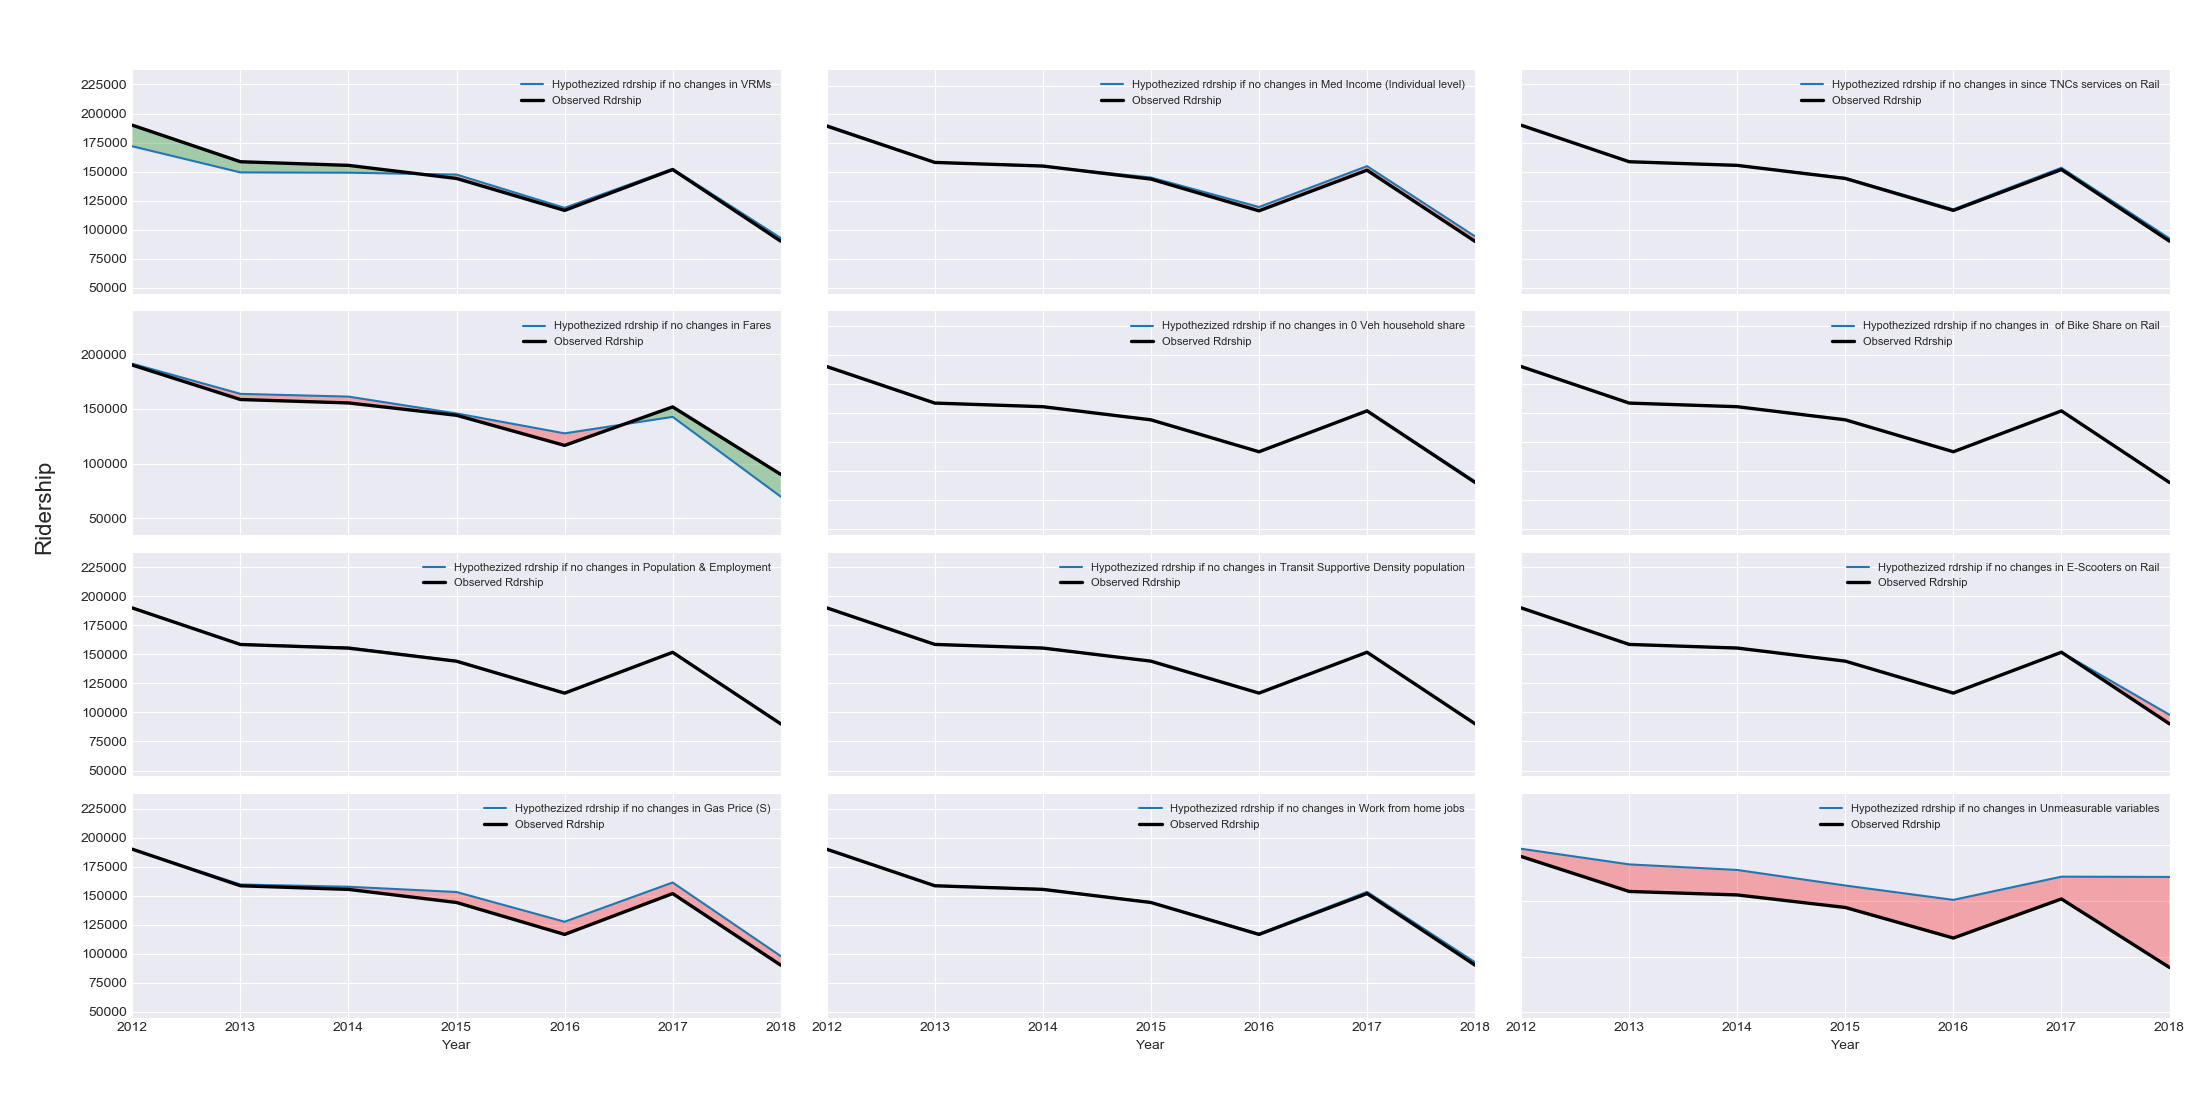 Ridership
225000
200000
175000
150000
125000
100000
75000
50000
Hypothezized rdrship if no changes in VRMs
Observed Rdrship
Hypothezized rdrship if no changes in Med Income (Individual level)
Observed Rdrship
Hypothezized rdrship if no changes in since TNCs services on Rail
Observed Rdrship
200000
150000
100000
50000
Hypothezized rdrship if no changes in Fares
Observed Rdrship
Hypothezized rdrship if no changes in 0 Veh household share
Observed Rdrship
Hypothezized rdrship if no changes in  of Bike Share on Rail
Observed Rdrship
225000
200000
175000
150000
125000
100000
75000
50000
Hypothezized rdrship if no changes in Population & Employment
Observed Rdrship
Hypothezized rdrship if no changes in Transit Supportive Density population
Observed Rdrship
Hypothezized rdrship if no changes in E-Scooters on Rail
Observed Rdrship
225000
200000
175000
150000
125000
100000
75000
50000
Hypothezized rdrship if no changes in Gas Price (S)
Observed Rdrship
2012 2013 2014 2015 2016 2017 2018
Year
Hypothezized rdrship if no changes in Work from home jobs
Observed Rdrship
2012 2013 2014 2015 2016 2017 2018
Year
Hypothezized rdrship if no changes in Unmeasurable variables
Observed Rdrship
2012 2013 2014 2015 2016 2017 2018
Year